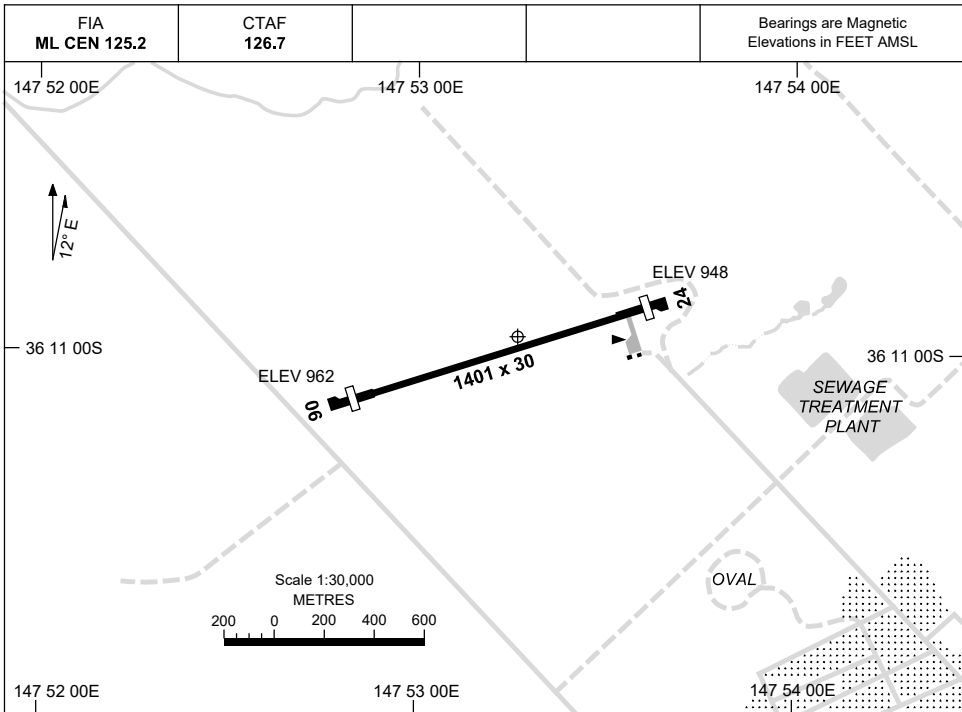 FIA
ML CEN 125.2
CTAF
126.7
Bearings are Magnetic
Elevations in FEET AMSL
147 52 00E
147 53 00E
147 54 00E
12° E
ELEV 948
24
36 11 00S
36 11 00S
ELEV 962
1401 x 30
06
SEWAGE
TREATMENT
PLANT
Scale 1:30,000
METRES
200 0 200 400 600
OVAL
147 52 00E
147 53 00E
147 54 00E